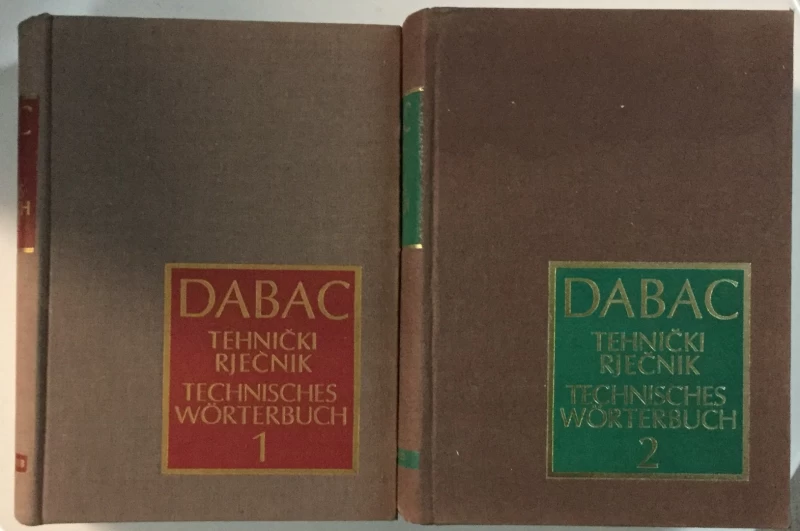 DABAC
TEHNIČKI
RJEČNIK
TECHNISCHES
WÖRTERBUCH
1
DABAC
TEHNIČKI
RJEČNIK
TECHNISCHES
WÖRTERBUCH
2